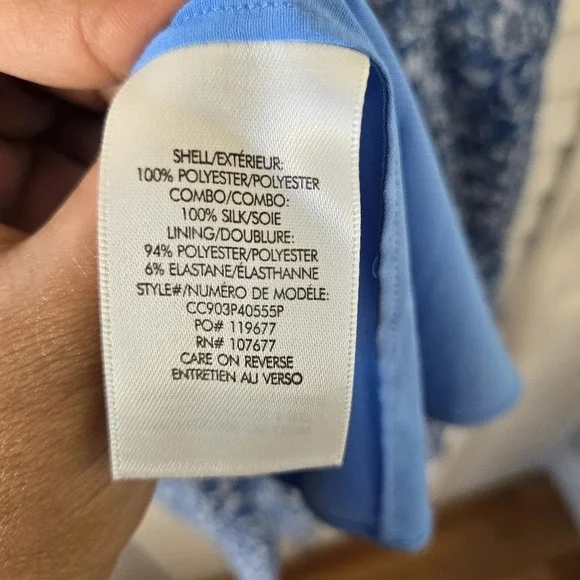 SHELL/EXTÉRIEUR:
100% POLYESTER/POLYESTER
COMBO/COMBO:
100% SILK/SOIE
LINING/DOUBLURE:
94% POLYESTER/POLYESTER
6% ELASTANE/ÉLASTHANNE
STYLE#/NUMÉRO DE MODÈLE:
CC903P40555P
PO# 119677
RN# 107677
CARE ON REVERSE
ENTRETIEN AU VERSO